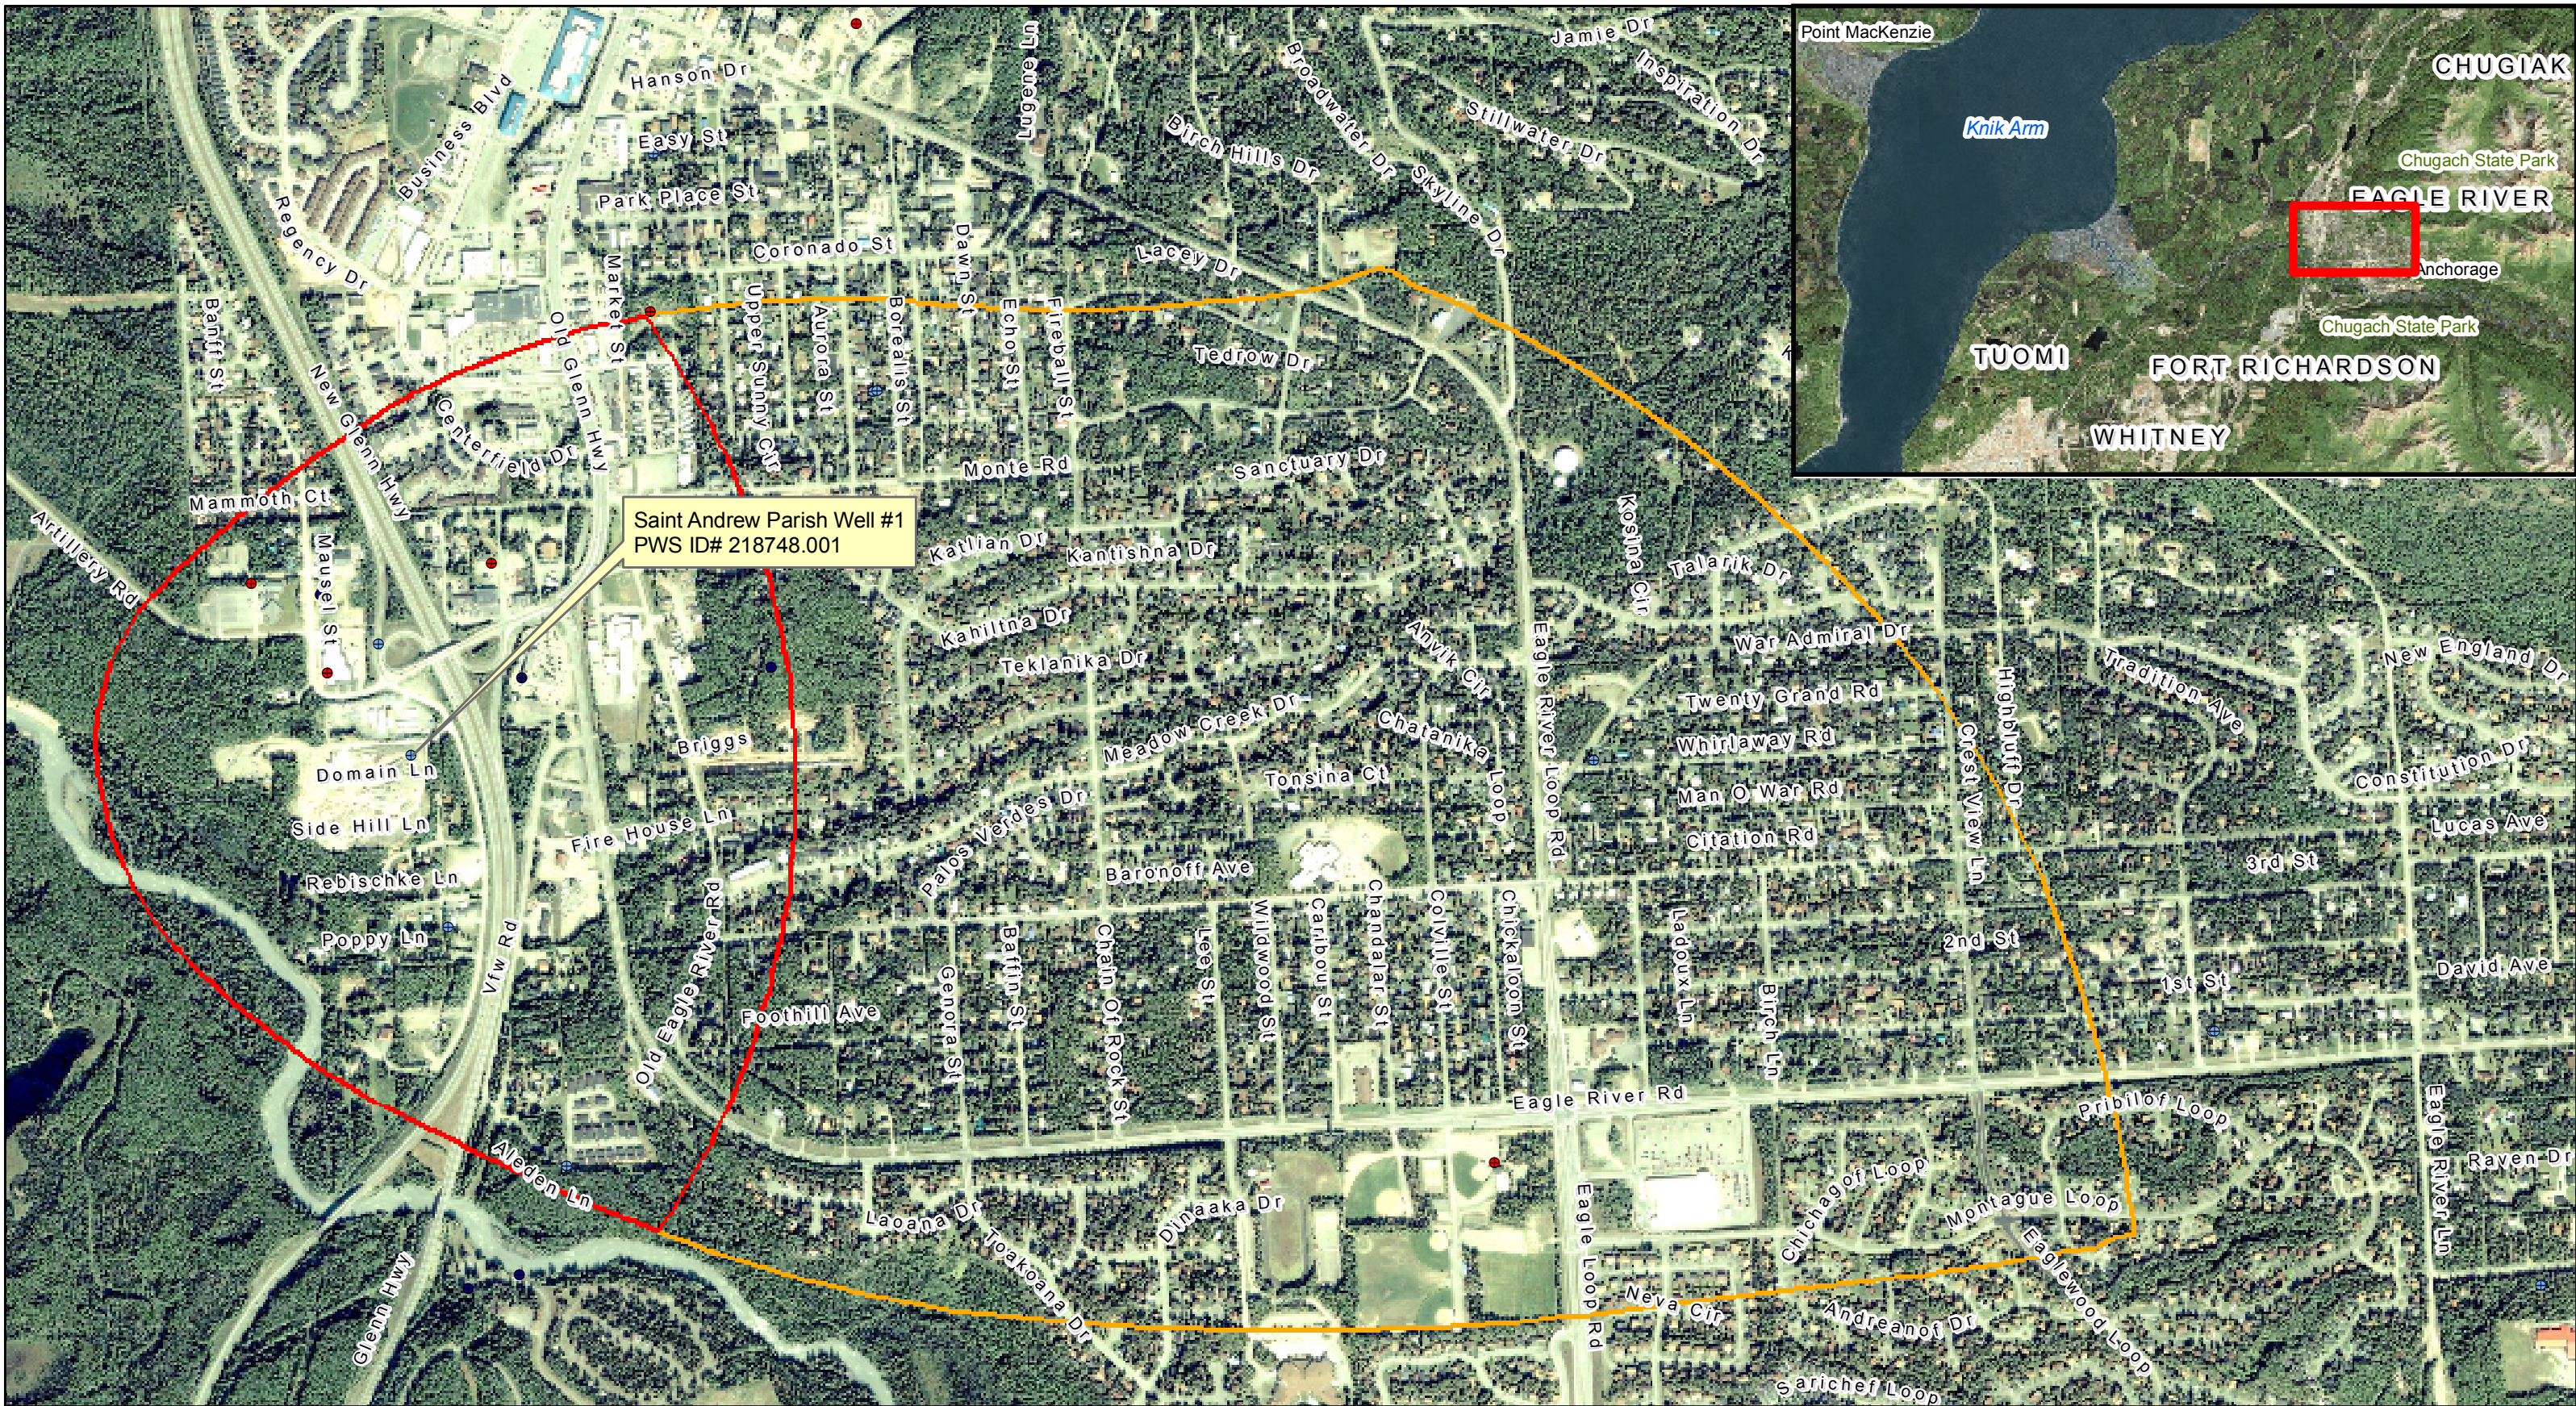 Jamie Dr
Inspiration Dr
Stillwater Dr
Broadwater Dr
Birch Hills Dr
Skyline Dr
Lugene Ln
Hanson Dr
Business Blvd
Easy St
Park Place St
Coronado St
Dawn St
Lacey Dr
Regency Dr
Market St
Old Glenn Hwy
Banff St
New Glenn Hwy
Upper Sunny Cir
Aurora St
Borealis St
Echo St
Fireball St
Tedrow Dr
Centerfield Dr
Monte Rd
Sanctuary Dr
Mammoth Ct
Artillery Rd
Mausel St
Saint Andrew Parish Well #1
PWS ID# 218748.001
Katlian Dr
Kantishna Dr
Kosina Cir
Talarik Dr
Kahiltna Dr
Teklanika Dr
Anvik Cir
Eagle River Loop Rd
War Admiral Dr
Highbluff Dr
Tradition Ave
New England Dr
Twenty Grand Rd
Meadow Creek Dr
Chatanika Loop
Whirlaway Rd
Crest View Ln
Briggs
Domain Ln
Tonsina Ct
Constitution Dr
Palos Verdes Dr
Man O War Rd
Side Hill Ln
Fire House Ln
Citation Rd
Lucas Ave
3rd St
Rebischke Ln
Baronoff Ave
Old Eagle River Rd
Poppy Ln
Vfw Rd
Genora St
Baffin St
Chain Of Rock St
Lee St
Wildwood St
Caribou St
Chandalar St
Colville St
Chickaloon St
Ladoux Ln
Birch Ln
2nd St
1st St
David Ave
Foothill Ave
Eagle River Rd
Pribilof Loop
Eagle River Ln
Raven Dr
Aleden Ln
Laoana Dr
Toakoana Dr
Dinaaka Dr
Eagle Loop Rd
Chichagof Loop
Montague Loop
Eaglewood Loop
Neva Cir
Andreanof Dr
Glenn Hwy
Sarichef Loop
Point MacKenzie
CHUGIAK
Knik Arm
Chugach State Park
EAGLE RIVER
Anchorage
Chugach State Park
TUOMI
FORT RICHARDSON
WHITNEY